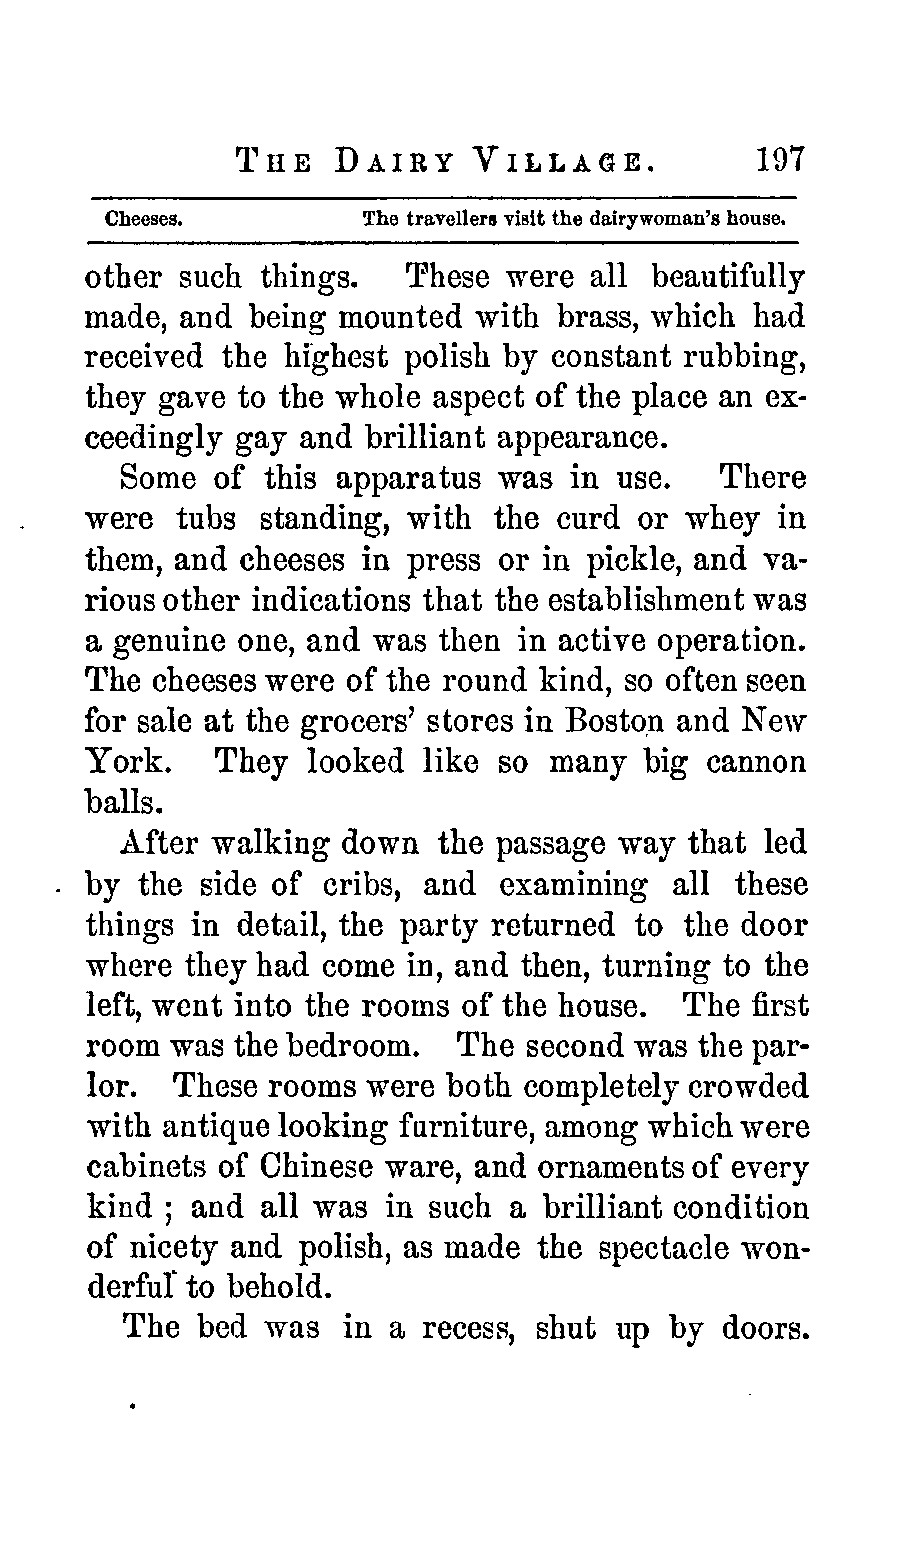 THE DAIRY VILLAGE. 197
Cheeses. The travellers visit the dairywoman's house.
other such things. These were all beautifully
made, and being mounted with brass, which had
received the highest polish by constant rubbing,
they gave to the whole aspect of the place an ex-
ceedingly gay and brilliant appearance.
Some of this apparatus was in use. There
were tubs standing, with the curd or whey in
them, and cheeses in press or in pickle, and va-
rious other indications that the establishment was
a genuine one, and was then in active operation.
The cheeses were of the round kind, so often seen
for sale at the grocers' stores in Boston and New
York. They looked like so many big cannon
balls.
After walking down the passage way that led
by the side of cribs, and examining all these
things in detail, the party returned to the door
where they had come in, and then, turning to the
left, went into the rooms of the house. The first
room was the bedroom. The second was the par-
lor. These rooms were both completely crowded
with antique looking furniture, among which were
cabinets of Chinese ware, and ornaments of every
kind ; and all was in such a brilliant condition
of nicety and polish, as made the spectacle won-
derful to behold.
The bed was in a recess, shut up by doors.